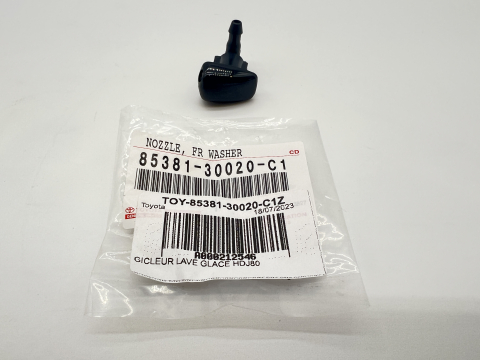 NOZZLE, FR WASHER
CD
85381-30020-C1
TOY-85381-30020-C1Z
Toyota
18/07/2023
A000212546
GICLEUR LAVE GLACE HDJ80